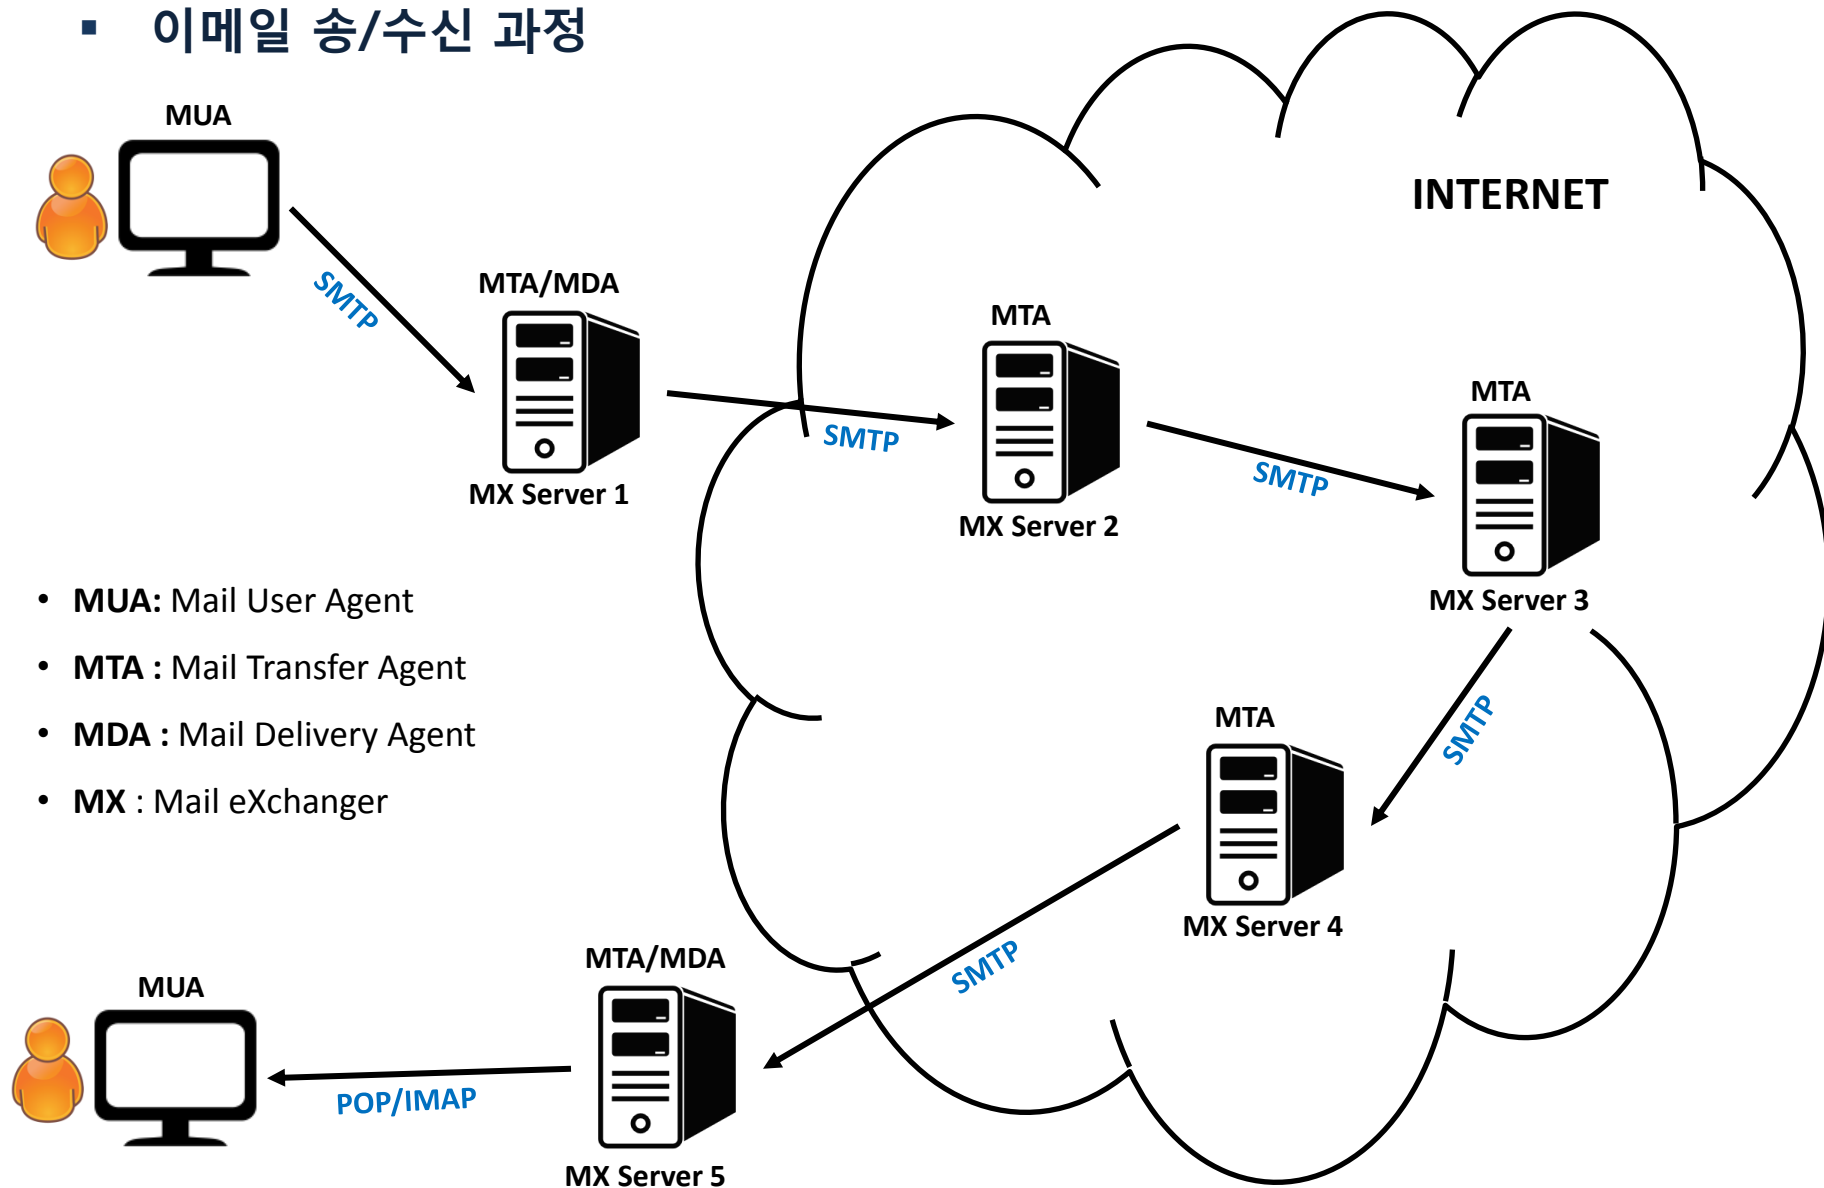 ▪ 이메일 송/수신 과정
MUA
SMTP
MTA/MDA
MX Server 1
SMTP
INTERNET
MTA
MX Server 2
SMTP
MTA
MX Server 3
SMTP
MTA
MX Server 4
SMTP
• MUA: Mail User Agent
• MTA : Mail Transfer Agent
• MDA : Mail Delivery Agent
• MX : Mail eXchanger
MTA/MDA
MX Server 5
POP/IMAP
MUA